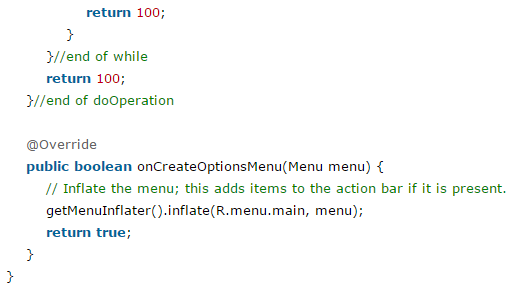 return 100;
}
}//end of while
return 100;
}//end of doOperation
@Override
public boolean onCreateOptionsMenu(Menu menu) {
// Inflate the menu; this adds items to the action bar if it is present.
getMenuInflater().inflate(R.menu.main, menu);
return true;
}
}